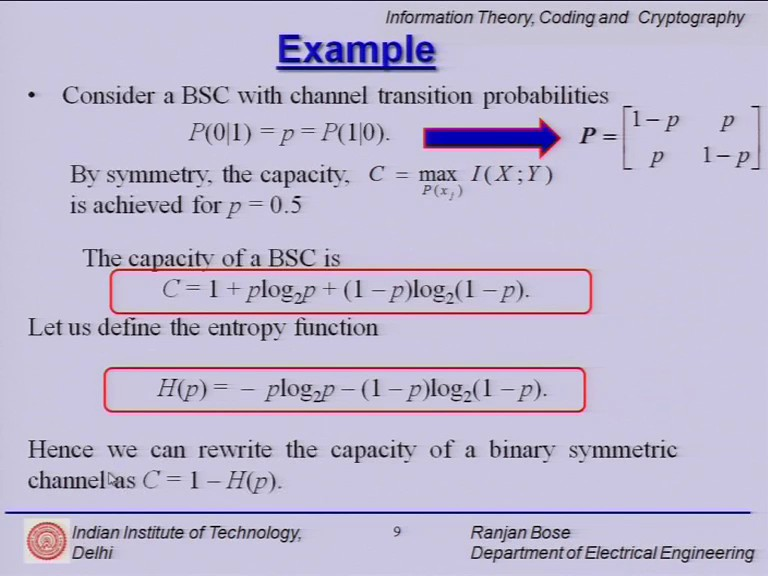 Information Theory, Coding and Cryptography
Example
• Consider a BSC with channel transition probabilities
P(0|1) = p = P(1|0).
P = [1 – p p
p 1 – p]
By symmetry, the capacity, C = max I(X;Y)
P(x_j)
is achieved for p = 0.5
The capacity of a BSC is
C = 1 + plog₂p + (1 – p)log₂(1 – p).
Let us define the entropy function
H(p) = – plog₂p – (1 – p)log₂(1 – p).
Hence we can rewrite the capacity of a binary symmetric
channel as C = 1 – H(p).
Indian Institute of Technology,
Delhi
9
Ranjan Bose
Department of Electrical Engineering